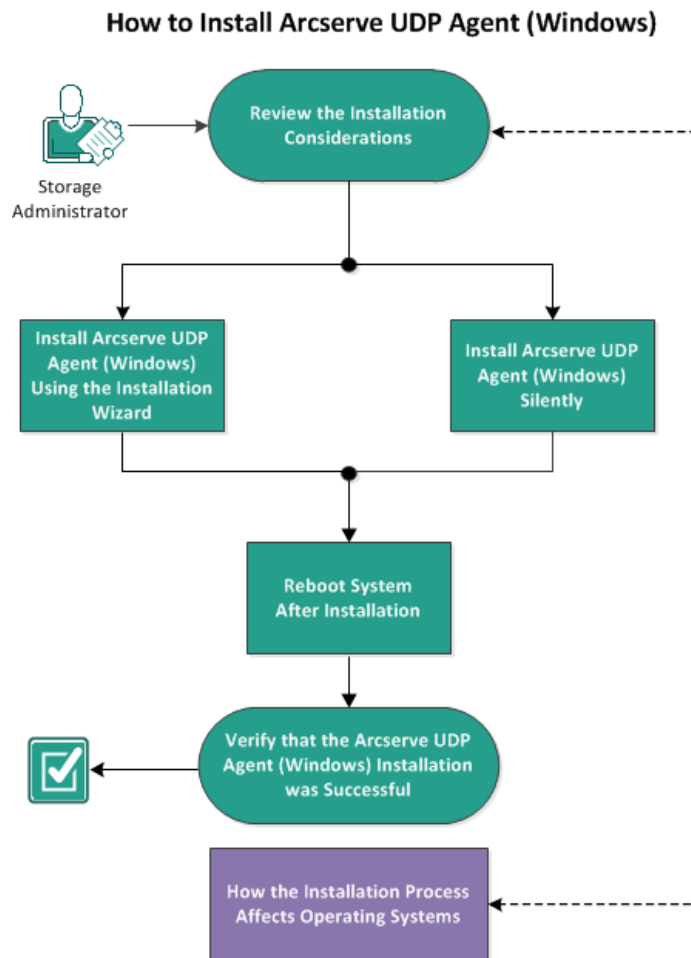 How to Install Arcserve UDP Agent (Windows)
Review the Installation
Considerations
Storage
Administrator
Install Arcserve UDP
Agent (Windows)
Using the Installation
Wizard
Install Arcserve UDP
Agent (Windows)
Silently
Reboot System
After Installation
Verify that the Arcserve UDP
Agent (Windows) Installation
was Successful
How the Installation Process
Affects Operating Systems